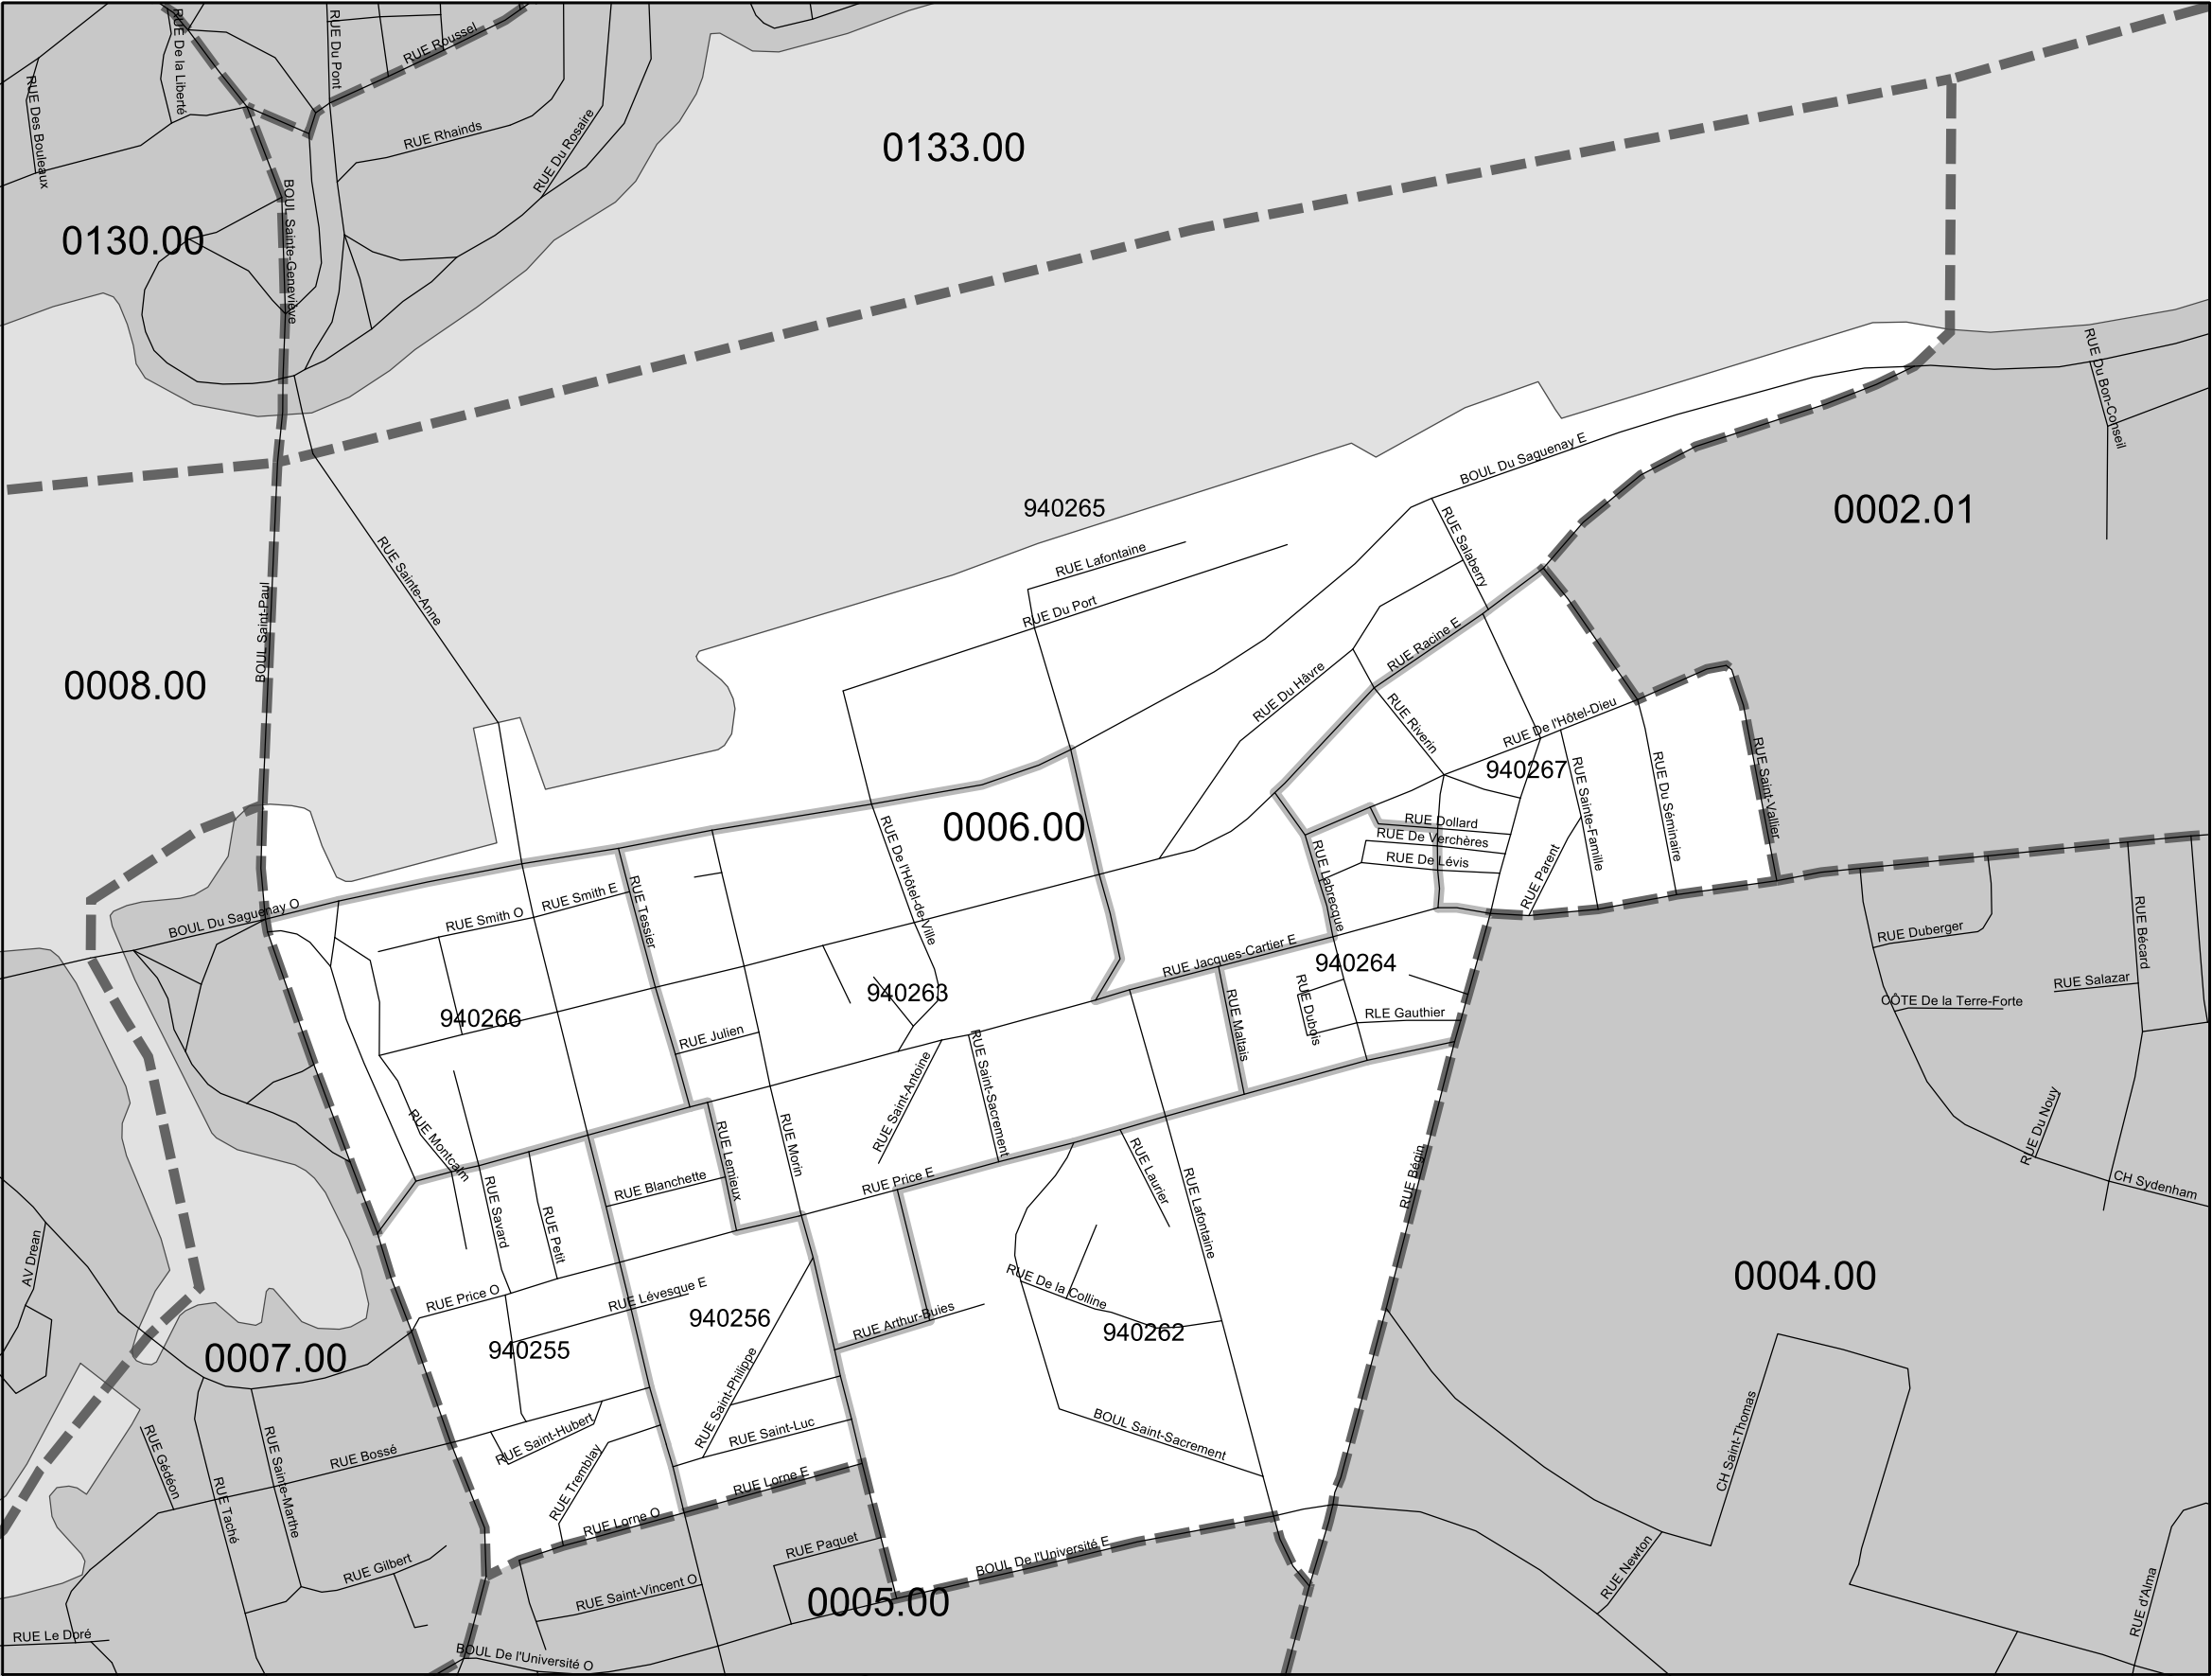 RUE De la Liberté
RUE Du Pont
RUE Roussel
RUE Des Bouleaux
RUE Rhainds
RUE Du Rosaire
0133.00
BOUL Sainte-Geneviève
0130.00
RUE Du Bon-Conseil
BOUL Du Saguenay E
940265
0002.01
RUE Salaberry
RUE Sainte-Anne
RUE Lafontaine
RUE Du Port
BOUL Saint-Paul
RUE Racine E
0008.00
RUE Du Hâvre
RUE Riverin
RUE De l'Hôtel-Dieu
940267
RUE Sainte-Famille
RUE Du Séminaire
RUE Saint-Vallier
0006.00
RUE Dollard
RUE De Verchères
RUE De Lévis
RUE Parent
RUE Labrecque
RUE De l'Hôtel-de-Ville
RUE Tessier
RUE Smith E
RUE Smith O
BOUL Du Saguenay O
RUE Duberger
RUE Bécard
RUE Salazar
CÔTE De la Terre-Forte
RUE Jacques-Cartier E
940264
940263
940266
RUE Dubois
RLE Gauthier
RUE Maltais
RUE Julien
RUE Saint-Antoine
RUE Saint-Sacrement
RUE Montcalm
RUE Morin
RUE Lemieux
RUE Du Nouy
CH Sydenham
RUE Blanchette
RUE Price E
RUE Laurier
RUE Lafontaine
RUE Bégin
RUE Savard
RUE Petit
AV Drean
RUE Price O
RUE Lévesque E
RUE De la Colline
0004.00
940256
RUE Arthur-Buies
940262
940255
0007.00
RUE Saint-Philippe
RUE Saint-Luc
BOUL Saint-Sacrement
CH Saint-Thomas
RUE Gédéon
RUE Sainte-Marthe
RUE Bossé
RUE Saint-Hubert
RUE Tremblay
RUE Lorne E
RUE Lorne O
RUE Taché
RUE Paquet
BOUL De l'Université E
RUE Gilbert
RUE Saint-Vincent O
0005.00
RUE Newton
RUE d'Alma
RUE Le Doré
BOUL De l'Université O